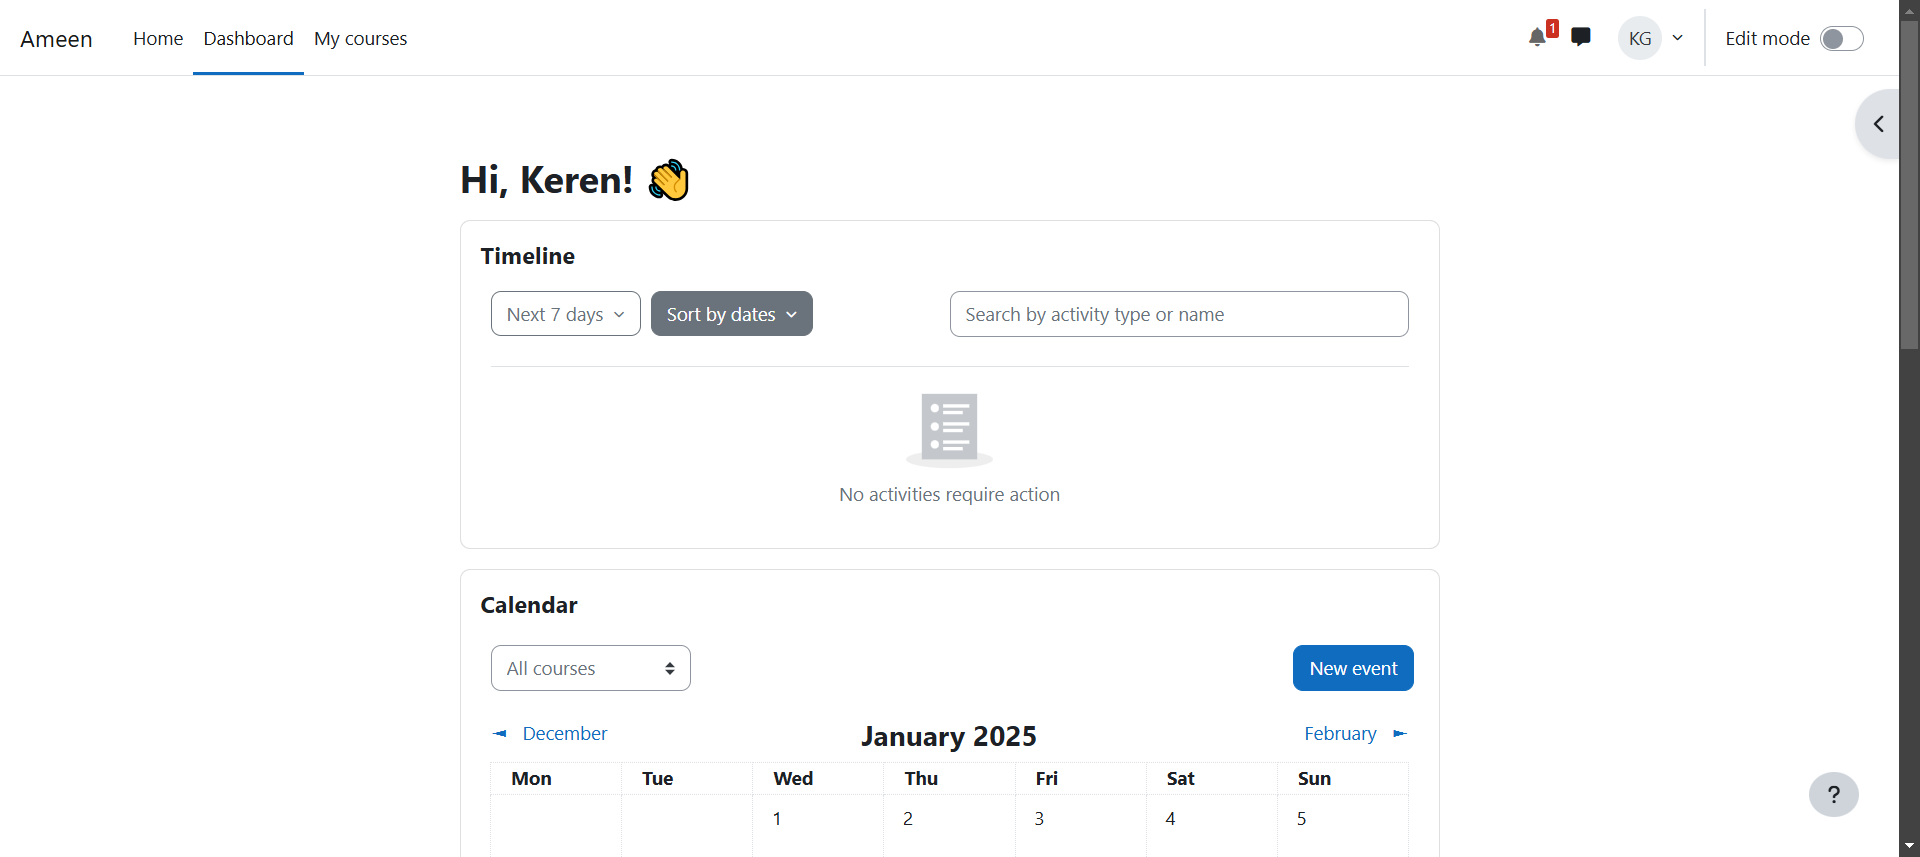 Ameen Home Dashboard My courses 1 KG Edit mode
Hi, Keren! 👋
Timeline
Next 7 days Sort by dates Search by activity type or name
No activities require action
Calendar
All courses New event
◄ December January 2025 February ►
Mon Tue Wed Thu Fri Sat Sun
1 2 3 4 5
?